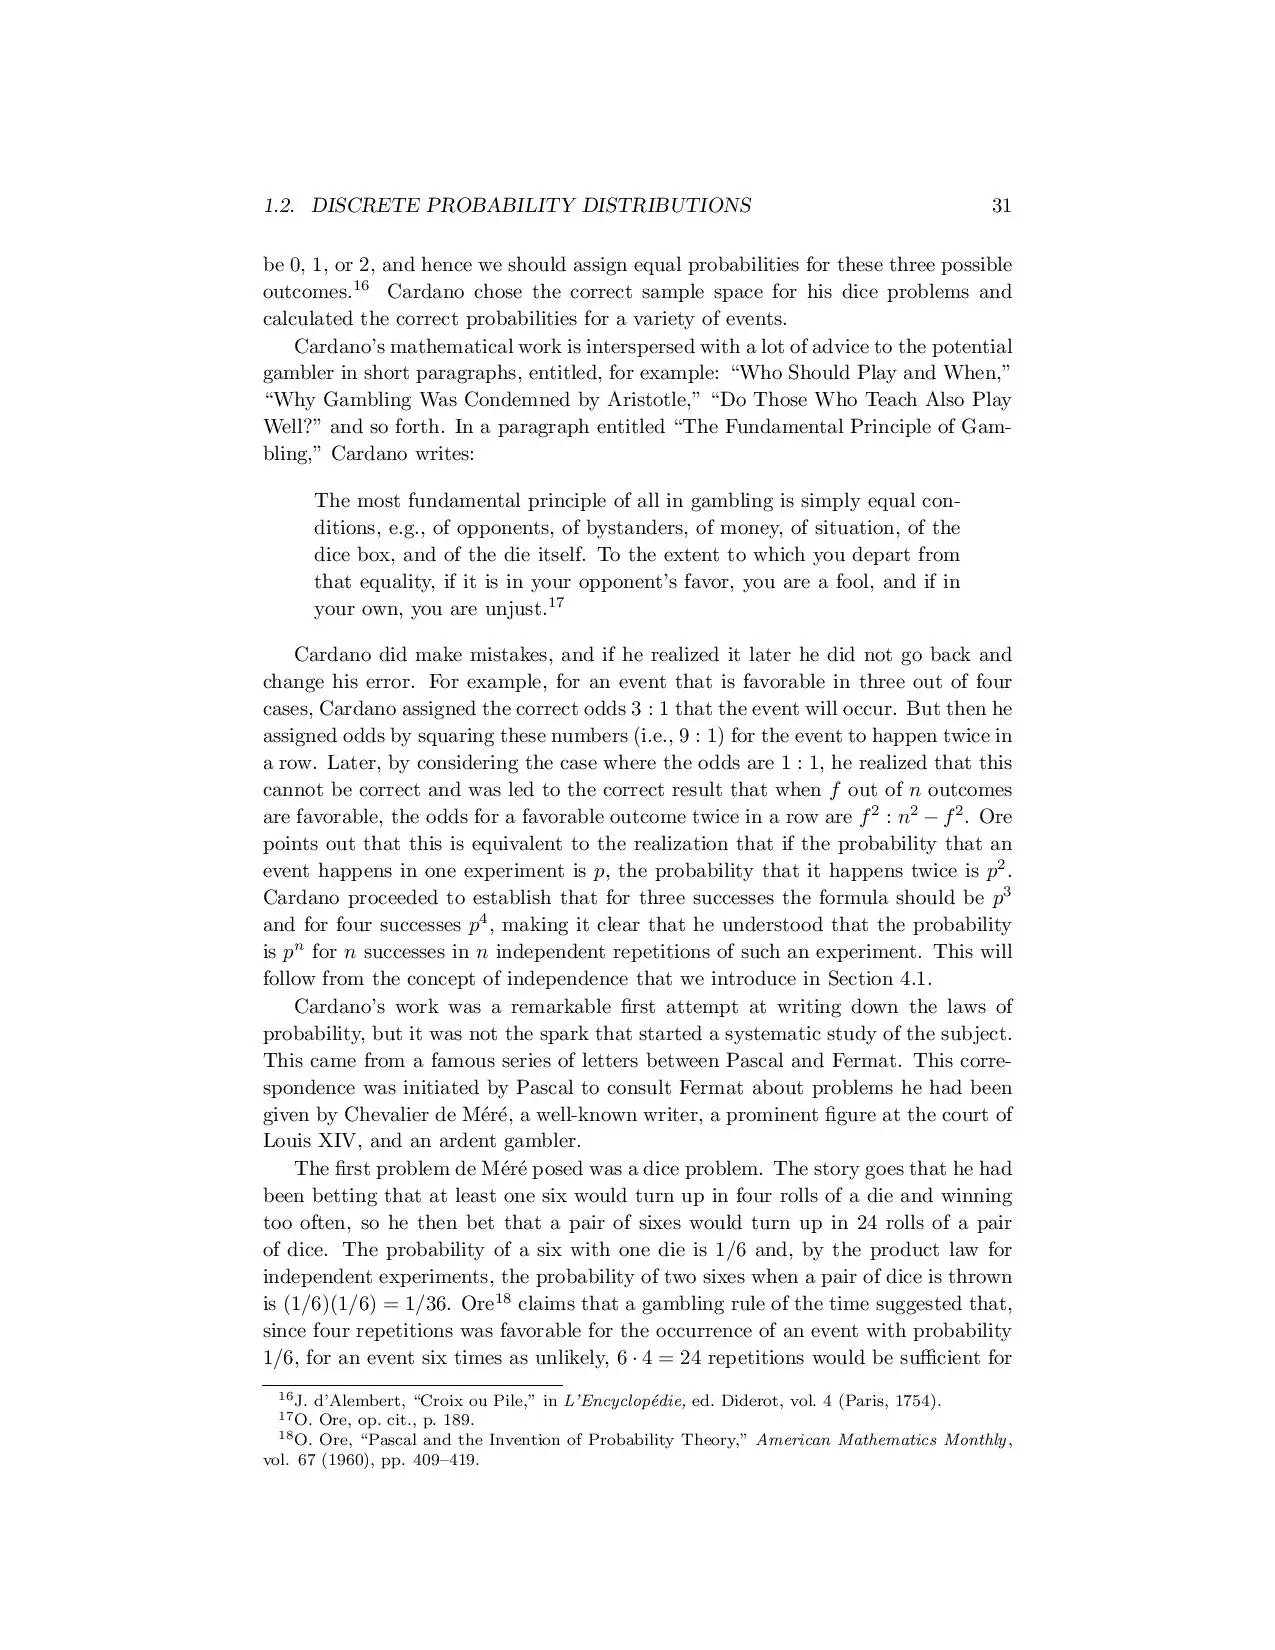 1.2. DISCRETE PROBABILITY DISTRIBUTIONS 31
be 0, 1, or 2, and hence we should assign equal probabilities for these three possible
outcomes.16 Cardano chose the correct sample space for his dice problems and
calculated the correct probabilities for a variety of events.
Cardano's mathematical work is interspersed with a lot of advice to the potential
gambler in short paragraphs, entitled, for example: “Who Should Play and When,”
“Why Gambling Was Condemned by Aristotle,” “Do Those Who Teach Also Play
Well?” and so forth. In a paragraph entitled “The Fundamental Principle of Gam-
bling,” Cardano writes:
The most fundamental principle of all in gambling is simply equal con-
ditions, e.g., of opponents, of bystanders, of money, of situation, of the
dice box, and of the die itself. To the extent to which you depart from
that equality, if it is in your opponent's favor, you are a fool, and if in
your own, you are unjust.17
Cardano did make mistakes, and if he realized it later he did not go back and
change his error. For example, for an event that is favorable in three out of four
cases, Cardano assigned the correct odds 3 : 1 that the event will occur. But then he
assigned odds by squaring these numbers (i.e., 9 : 1) for the event to happen twice in
a row. Later, by considering the case where the odds are 1 : 1, he realized that this
cannot be correct and was led to the correct result that when f out of n outcomes
are favorable, the odds for a favorable outcome twice in a row are f² : n² − f². Ore
points out that this is equivalent to the realization that if the probability that an
event happens in one experiment is p, the probability that it happens twice is p².
Cardano proceeded to establish that for three successes the formula should be p³
and for four successes p⁴, making it clear that he understood that the probability
is pⁿ for n successes in n independent repetitions of such an experiment. This will
follow from the concept of independence that we introduce in Section 4.1.
Cardano's work was a remarkable first attempt at writing down the laws of
probability, but it was not the spark that started a systematic study of the subject.
This came from a famous series of letters between Pascal and Fermat. This corre-
spondence was initiated by Pascal to consult Fermat about problems he had been
given by Chevalier de Méré, a well-known writer, a prominent figure at the court of
Louis XIV, and an ardent gambler.
The first problem de Méré posed was a dice problem. The story goes that he had
been betting that at least one six would turn up in four rolls of a die and winning
too often, so he then bet that a pair of sixes would turn up in 24 rolls of a pair
of dice. The probability of a six with one die is 1/6 and, by the product law for
independent experiments, the probability of two sixes when a pair of dice is thrown
is (1/6)(1/6) = 1/36. Ore18 claims that a gambling rule of the time suggested that,
since four repetitions was favorable for the occurrence of an event with probability
1/6, for an event six times as unlikely, 6 · 4 = 24 repetitions would be sufficient for
16J. d'Alembert, “Croix ou Pile,” in L'Encyclopédie, ed. Diderot, vol. 4 (Paris, 1754).
17O. Ore, op. cit., p. 189.
18O. Ore, “Pascal and the Invention of Probability Theory,” American Mathematics Monthly,
vol. 67 (1960), pp. 409–419.